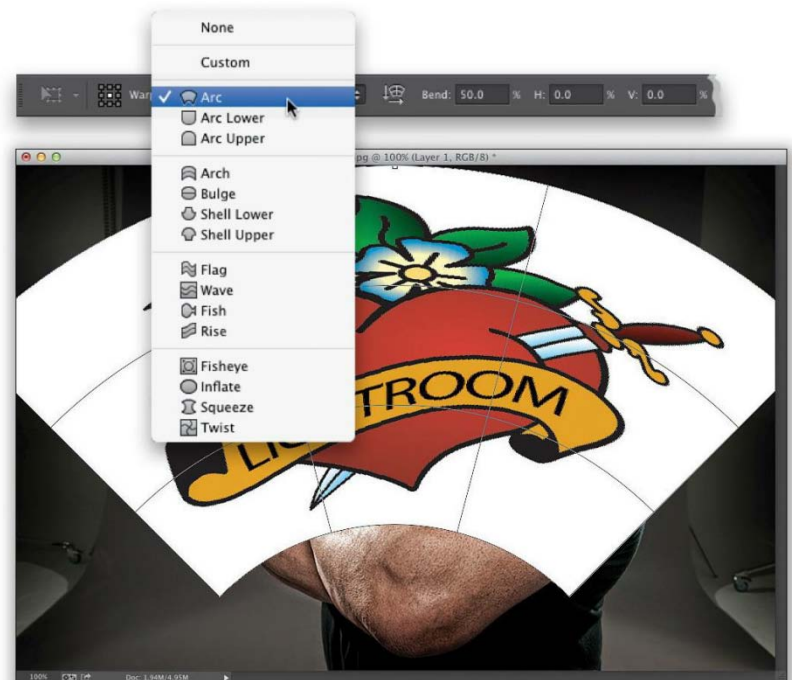 None
Custom
War
✓ Arc
Bend: 50.0 % H: 0.0 % V: 0.0 %
Arc Lower
Arc Upper
pg @ 100% (Layer 1, RGB/8) *
Arch
Bulge
Shell Lower
Shell Upper
Flag
Wave
Fish
Rise
Fisheye
Inflate
Squeeze
Twist
TROOM
LI
100% Doc: 1.94M/4.95M